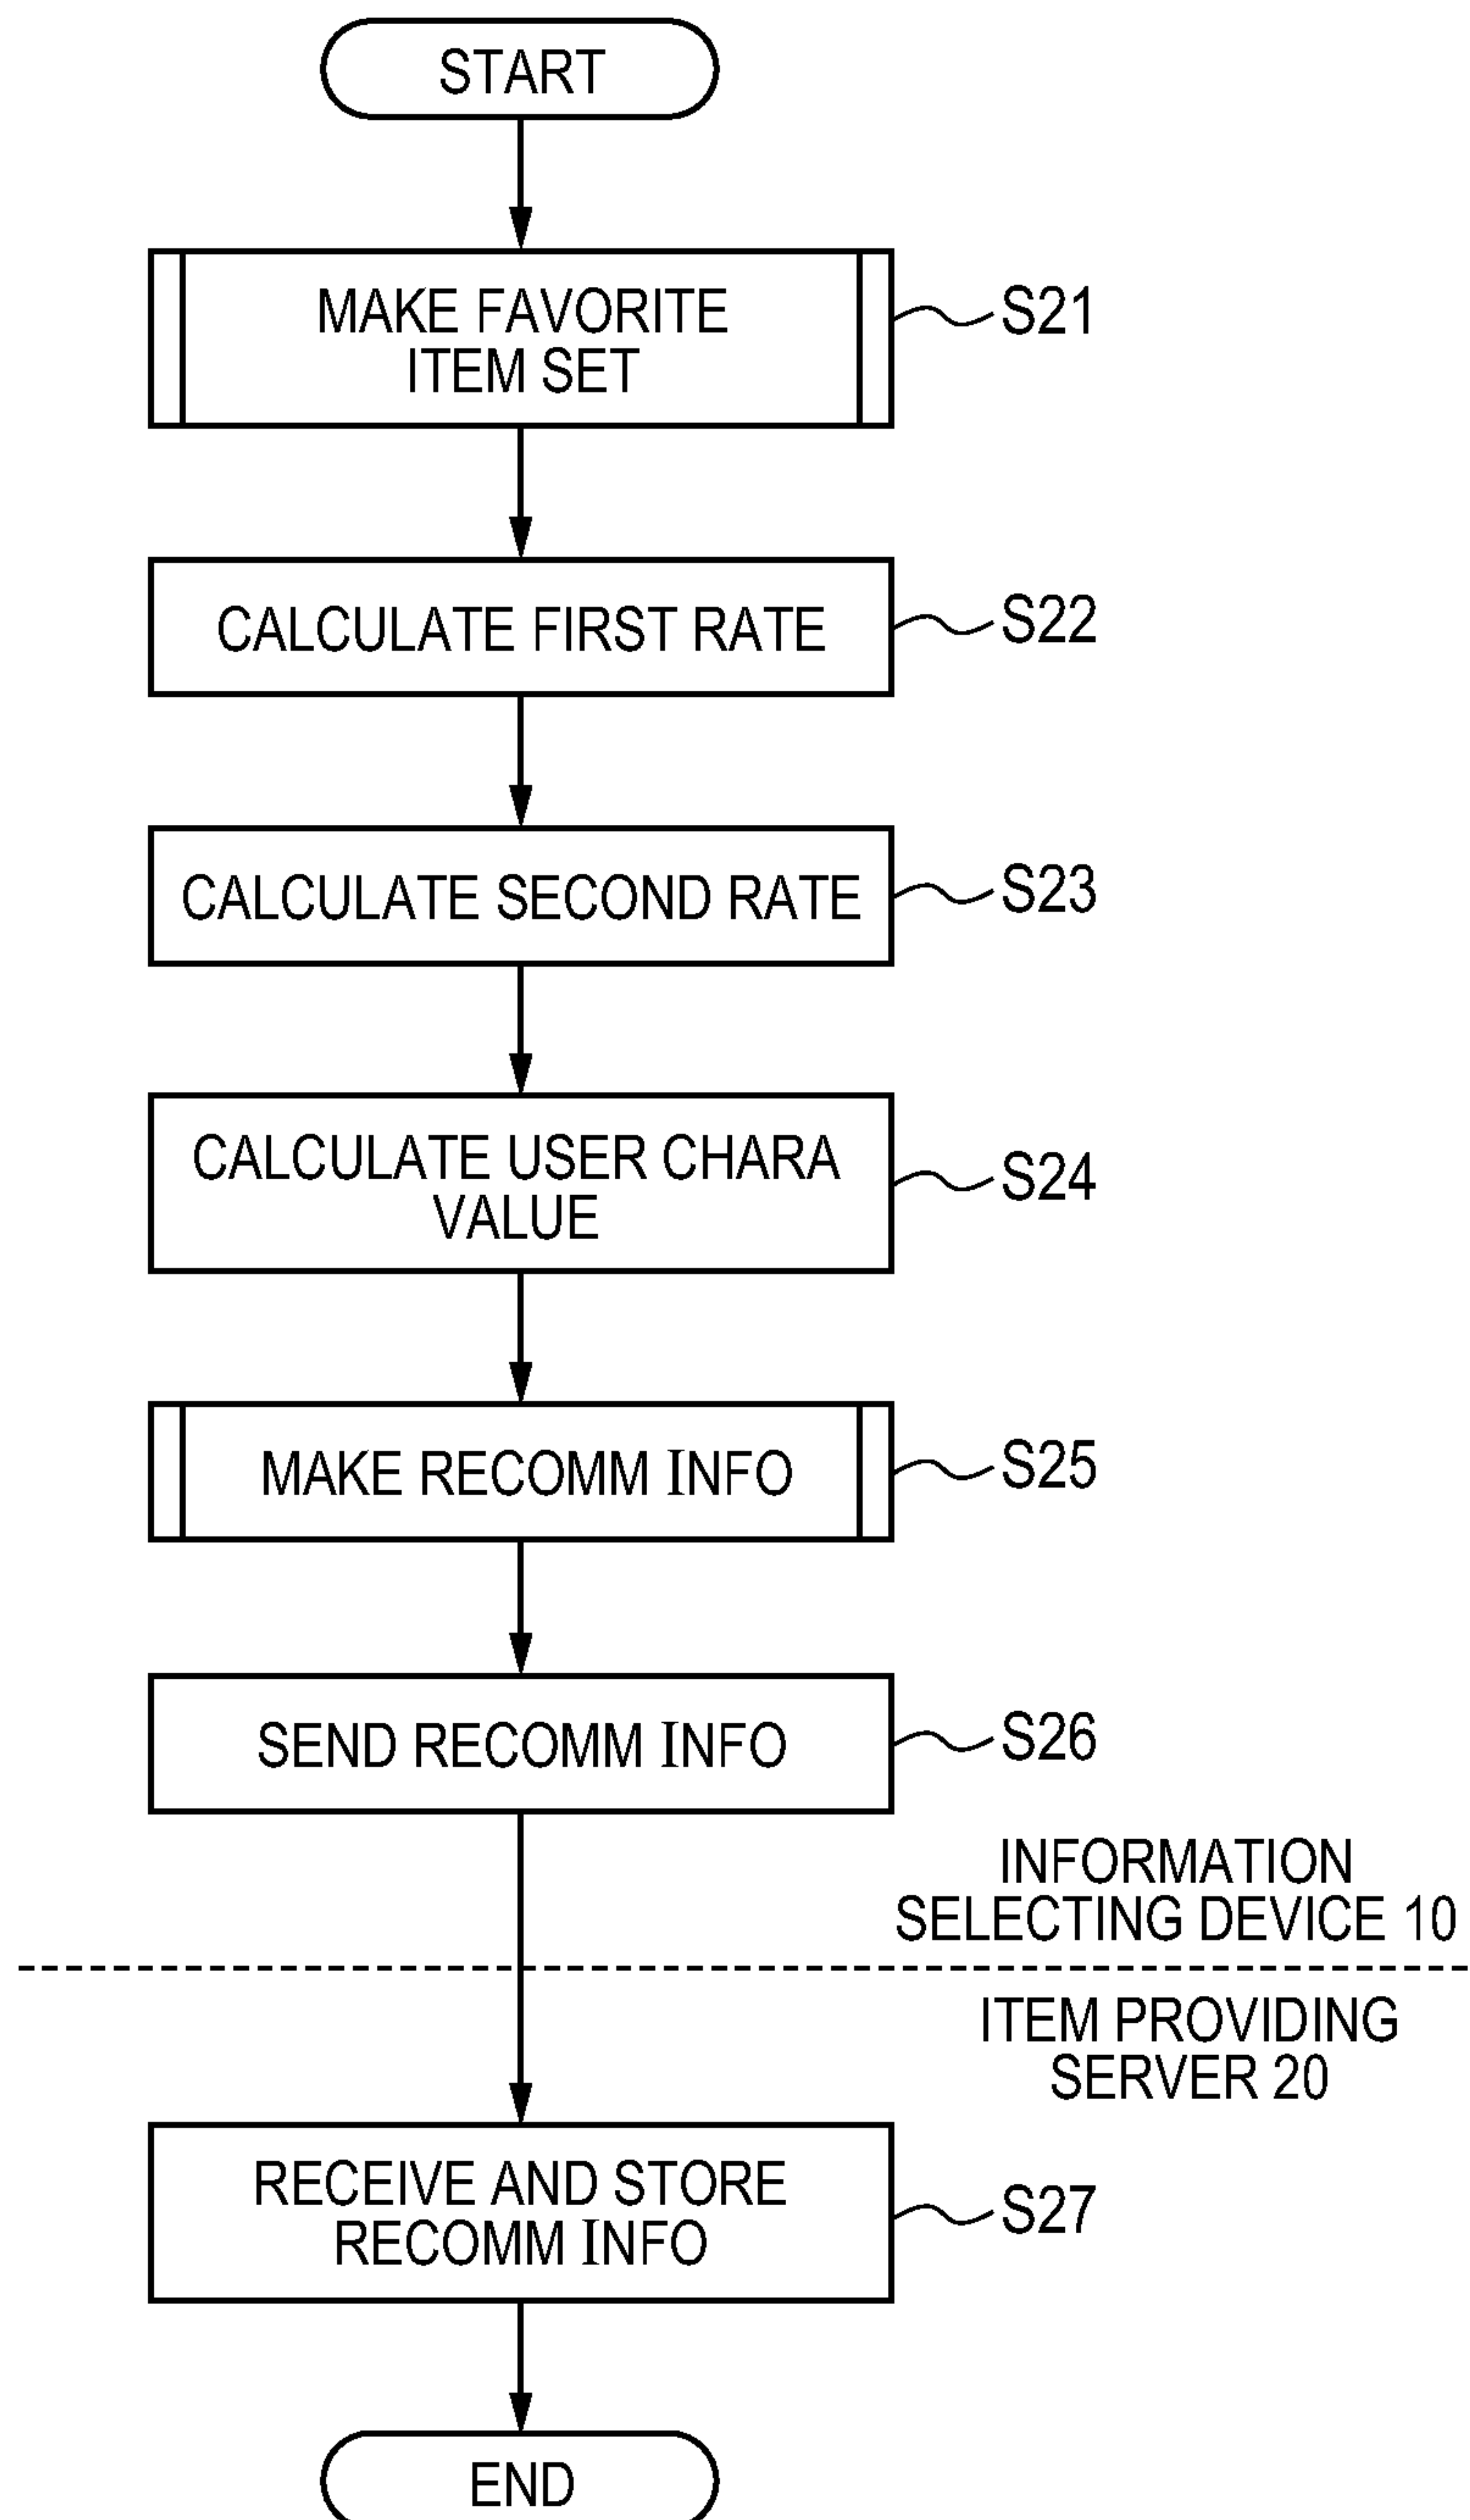 START
MAKE FAVORITE
ITEM SET
S21
CALCULATE FIRST RATE
S22
CALCULATE SECOND RATE
S23
CALCULATE USER CHARA
VALUE
S24
MAKE RECOMM INFO
S25
SEND RECOMM INFO
S26
INFORMATION
SELECTING DEVICE 10
ITEM PROVIDING
SERVER 20
RECEIVE AND STORE
RECOMM INFO
S27
END